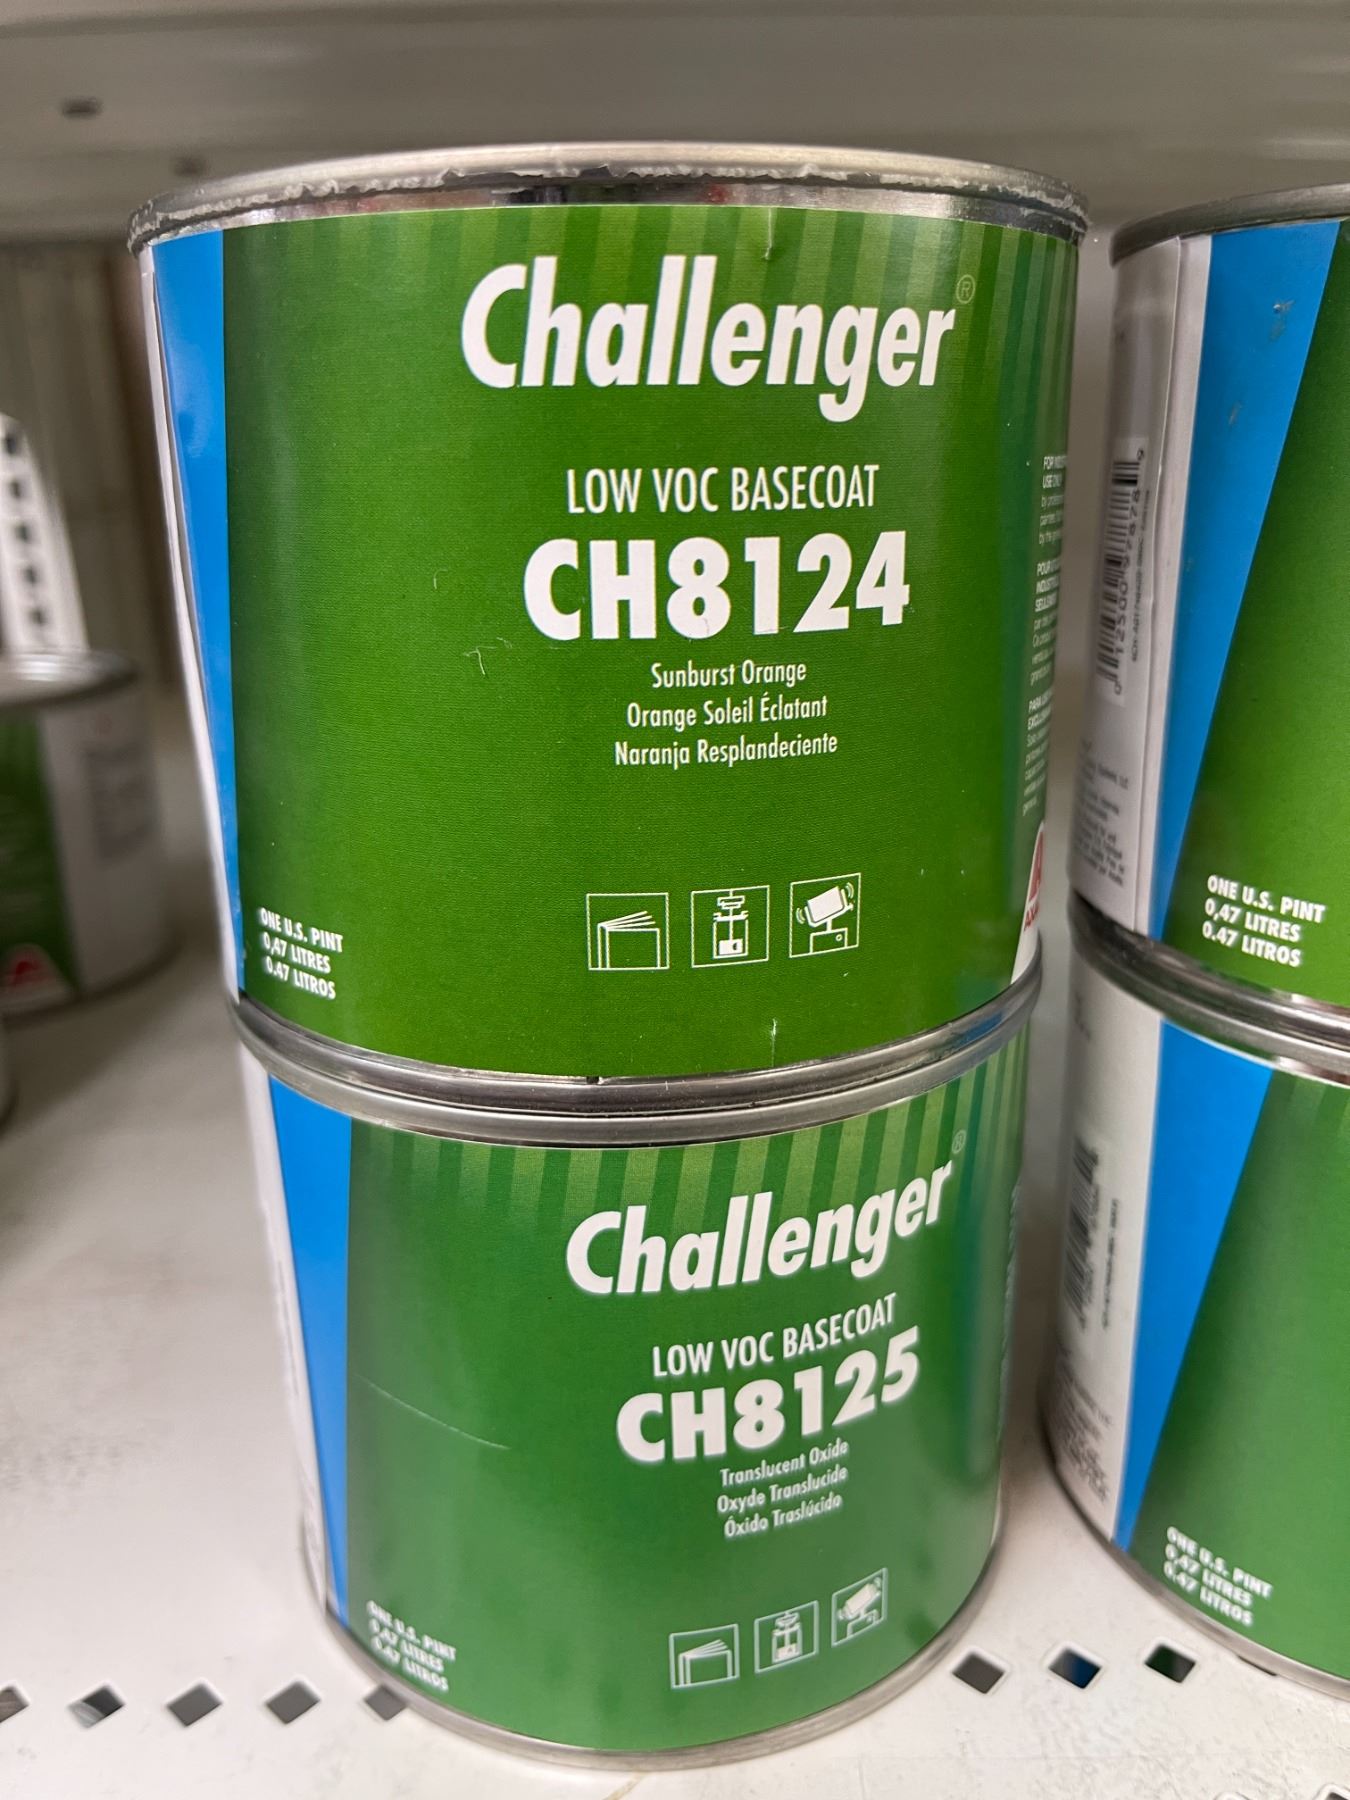 Challenger®
LOW VOC BASECOAT
CH8124
Sunburst Orange
Orange Soleil Éclatant
Naranja Resplandeciente
ONE U.S. PINT
0,47 LITRES
0.47 LITROS
Challenger®
LOW VOC BASECOAT
CH8125
Translucent Oxide
Oxyde Translucide
Óxido Traslúcido
ONE U.S. PINT
0,47 LITRES
0.47 LITROS
ONE U.S. PINT
0,47 LITRES
0.47 LITROS
ONE U.S. PINT
0,47 LITRES
0.47 LITROS